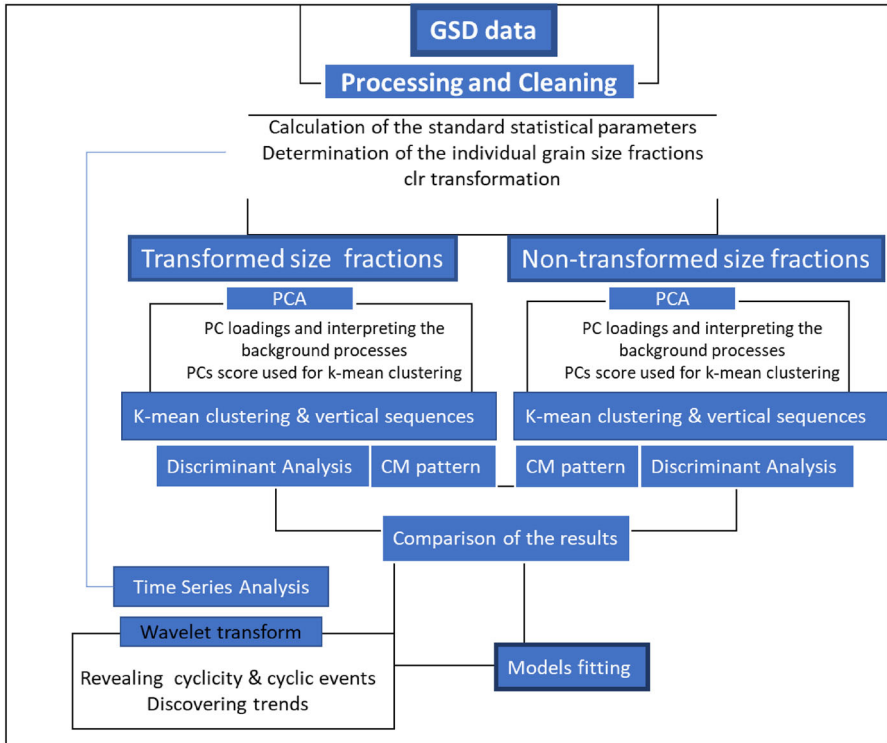 GSD data
Processing and Cleaning
Calculation of the standard statistical parameters
Determination of the individual grain size fractions
clr transformation
Transformed size fractions
Non-transformed size fractions
PCA
PC loadings and interpreting the
background processes
PCs score used for k-mean clustering
PCA
PC loadings and interpreting the
background processes
PCs score used for k-mean clustering
K-mean clustering & vertical sequences
K-mean clustering & vertical sequences
Discriminant Analysis
CM pattern
CM pattern
Discriminant Analysis
Comparison of the results
Time Series Analysis
Wavelet transform
Revealing cyclicity & cyclic events
Discovering trends
Models fitting